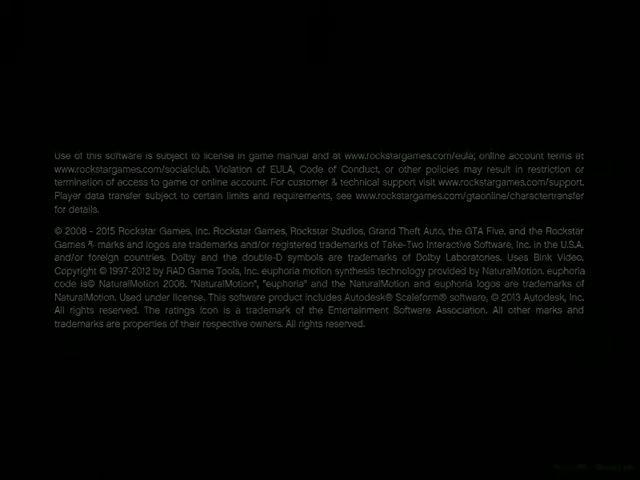 Use of this software is subject to license in game manual and at www.rockstargames.com/eula; online account terms at
www.rockstargames.com/socialclub. Violation of EULA, Code of Conduct, or other policies may result in restriction or
termination of access to game or online account. For customer & technical support visit www.rockstargames.com/support.
Player data transfer subject to certain limits and requirements, see www.rockstargames.com/gtaonline/charactertransfer
for details.
© 2008 - 2015 Rockstar Games, Inc. Rockstar Games, Rockstar Studios, Grand Theft Auto, the GTA Five, and the Rockstar
Games R* marks and logos are trademarks and/or registered trademarks of Take-Two Interactive Software, Inc. in the U.S.A.
and/or foreign countries. Dolby and the double-D symbols are trademarks of Dolby Laboratories. Uses Bink Video.
Copyright © 1997-2012 by RAD Game Tools, Inc. euphoria motion synthesis technology provided by NaturalMotion. euphoria
code is© NaturalMotion 2008. "NaturalMotion", "euphoria" and the NaturalMotion and euphoria logos are trademarks of
NaturalMotion. Used under license. This software product includes Autodesk® Scaleform® software, © 2013 Autodesk, Inc.
All rights reserved. The ratings icon is a trademark of the Entertainment Software Association. All other marks and
trademarks are properties of their respective owners. All rights reserved.